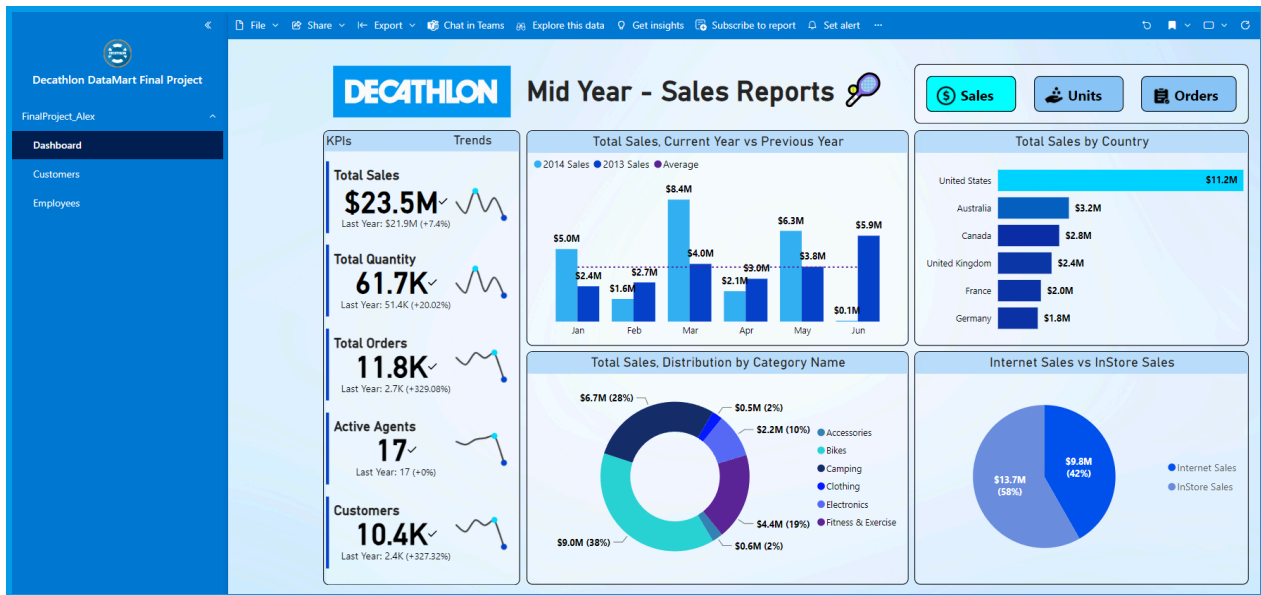 File Share Export Chat in Teams Explore this data Get insights Subscribe to report Set alert ...
Decathlon DataMart Final Project
FinalProject_Alex
Dashboard
Customers
Employees
DECATHLON
Mid Year - Sales Reports
Sales
Units
Orders
KPIs Trends
Total Sales
$23.5M
Last Year: $21.9M (+7.4%)
Total Quantity
61.7K
Last Year: 51.4K (+20.02%)
Total Orders
11.8K
Last Year: 2.7K (+329.08%)
Active Agents
17
Last Year: 17 (+0%)
Customers
10.4K
Last Year: 2.4K (+327.32%)
Total Sales, Current Year vs Previous Year
2014 Sales 2013 Sales Average
$8.4M
$6.3M
$5.9M
$5.0M
$4.0M
$3.8M
$3.0M
$2.7M
$2.4M
$2.1M
$1.6M
$0.1M
Jan Feb Mar Apr May Jun
Total Sales by Country
United States $11.2M
Australia $3.2M
Canada $2.8M
United Kingdom $2.4M
France $2.0M
Germany $1.8M
Total Sales, Distribution by Category Name
$6.7M (28%)
$0.5M (2%)
$2.2M (10%)
$4.4M (19%)
$0.6M (2%)
$9.0M (38%)
Accessories
Bikes
Camping
Clothing
Electronics
Fitness & Exercise
Internet Sales vs InStore Sales
$9.8M
(42%)
$13.7M
(58%)
Internet Sales
InStore Sales